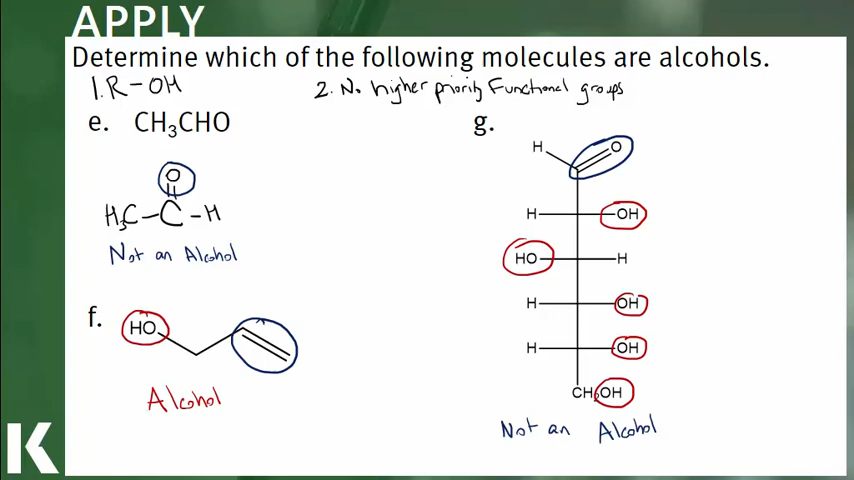 APPLY
Determine which of the following molecules are alcohols.
1. R-OH
2. No higher priority Functional groups
e. CH₃CHO
O
H₃C-C-H
Not an Alcohol
f.
HO
Alcohol
g.
H O
H OH
HO H
H OH
H OH
CH₂OH
Not an Alcohol
K